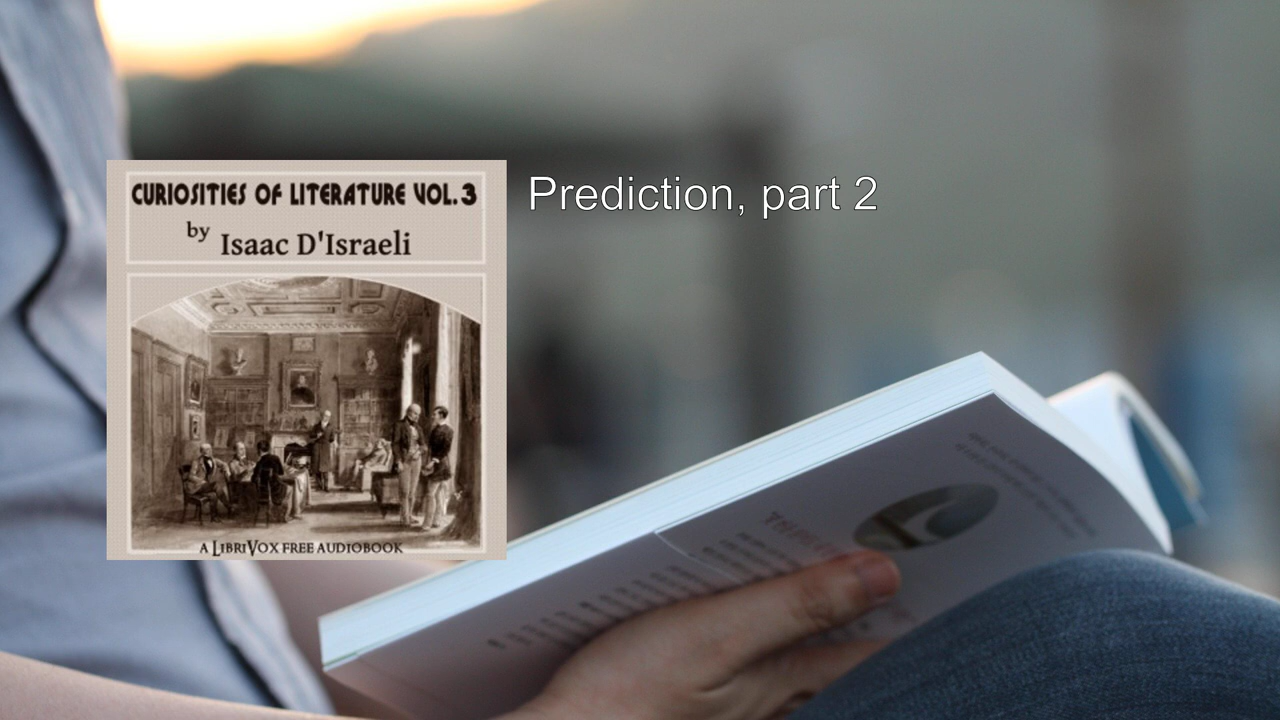 CURIOSITIES OF LITERATURE VOL. 3
by Isaac D'Israeli
A LIBRIVOX FREE AUDIOBOOK
Prediction, part 2